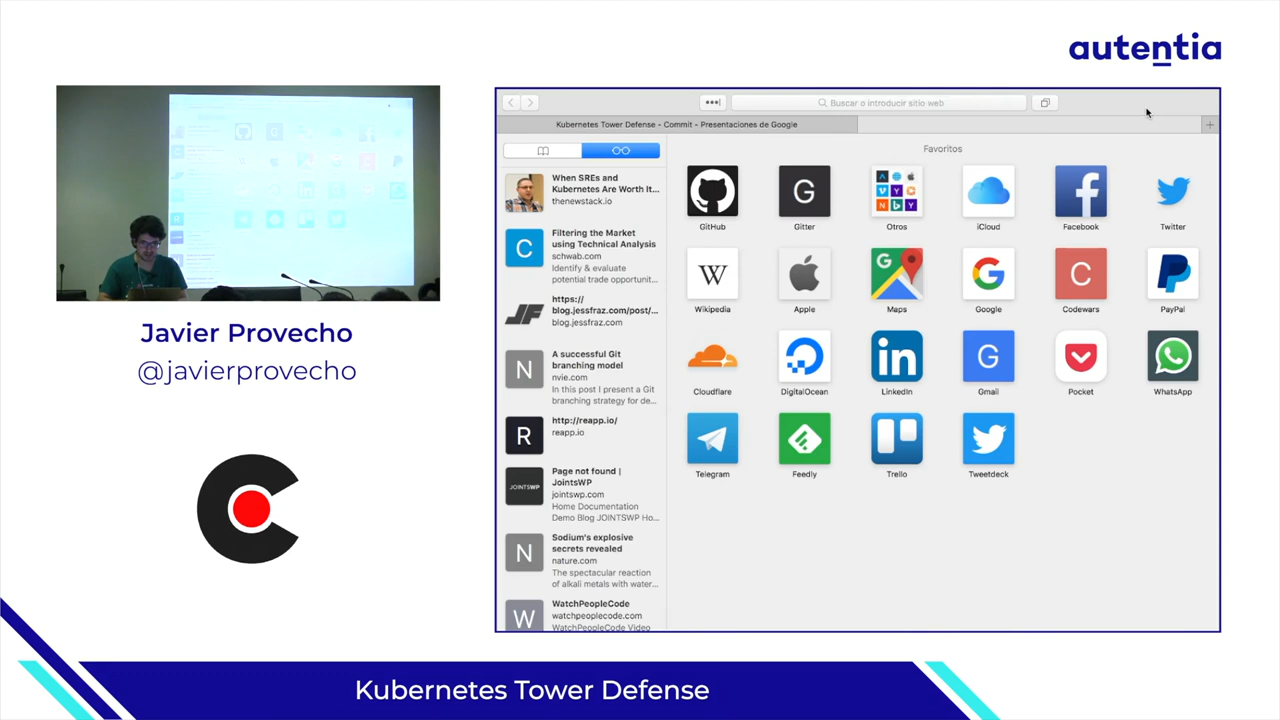 autentia
Buscar o introducir sitio web
Kubernetes Tower Defense - Commit - Presentaciones de Google
Favoritos
When SREs and
Kubernetes Are Worth It...
thenewstack.io
C
Filtering the Market
using Technical Analysis
schwab.com
Identify & evaluate
potential trade opportunit...
JF
https://
blog.jessfraz.com/post/...
blog.jessfraz.com
N
A successful Git
branching model
nvie.com
In this post I present a Git
branching strategy for de...
R
http://reapp.io/
reapp.io
JOINTSWP
Page not found |
JointsWP
jointswp.com
Home Documentation
Demo Blog JOINTSWP Ho...
N
Sodium's explosive
secrets revealed
nature.com
The spectacular reaction
of alkali metals with water...
W
WatchPeopleCode
watchpeoplecode.com
WatchPeopleCode Video
G
GitHub Gitter Otros iCloud Facebook Twitter
W G G C
Wikipedia Apple Maps Google Codewars PayPal
in G
Cloudflare DigitalOcean LinkedIn Gmail Pocket WhatsApp
Telegram Feedly Trello Tweetdeck
Javier Provecho
@javierprovecho
Kubernetes Tower Defense